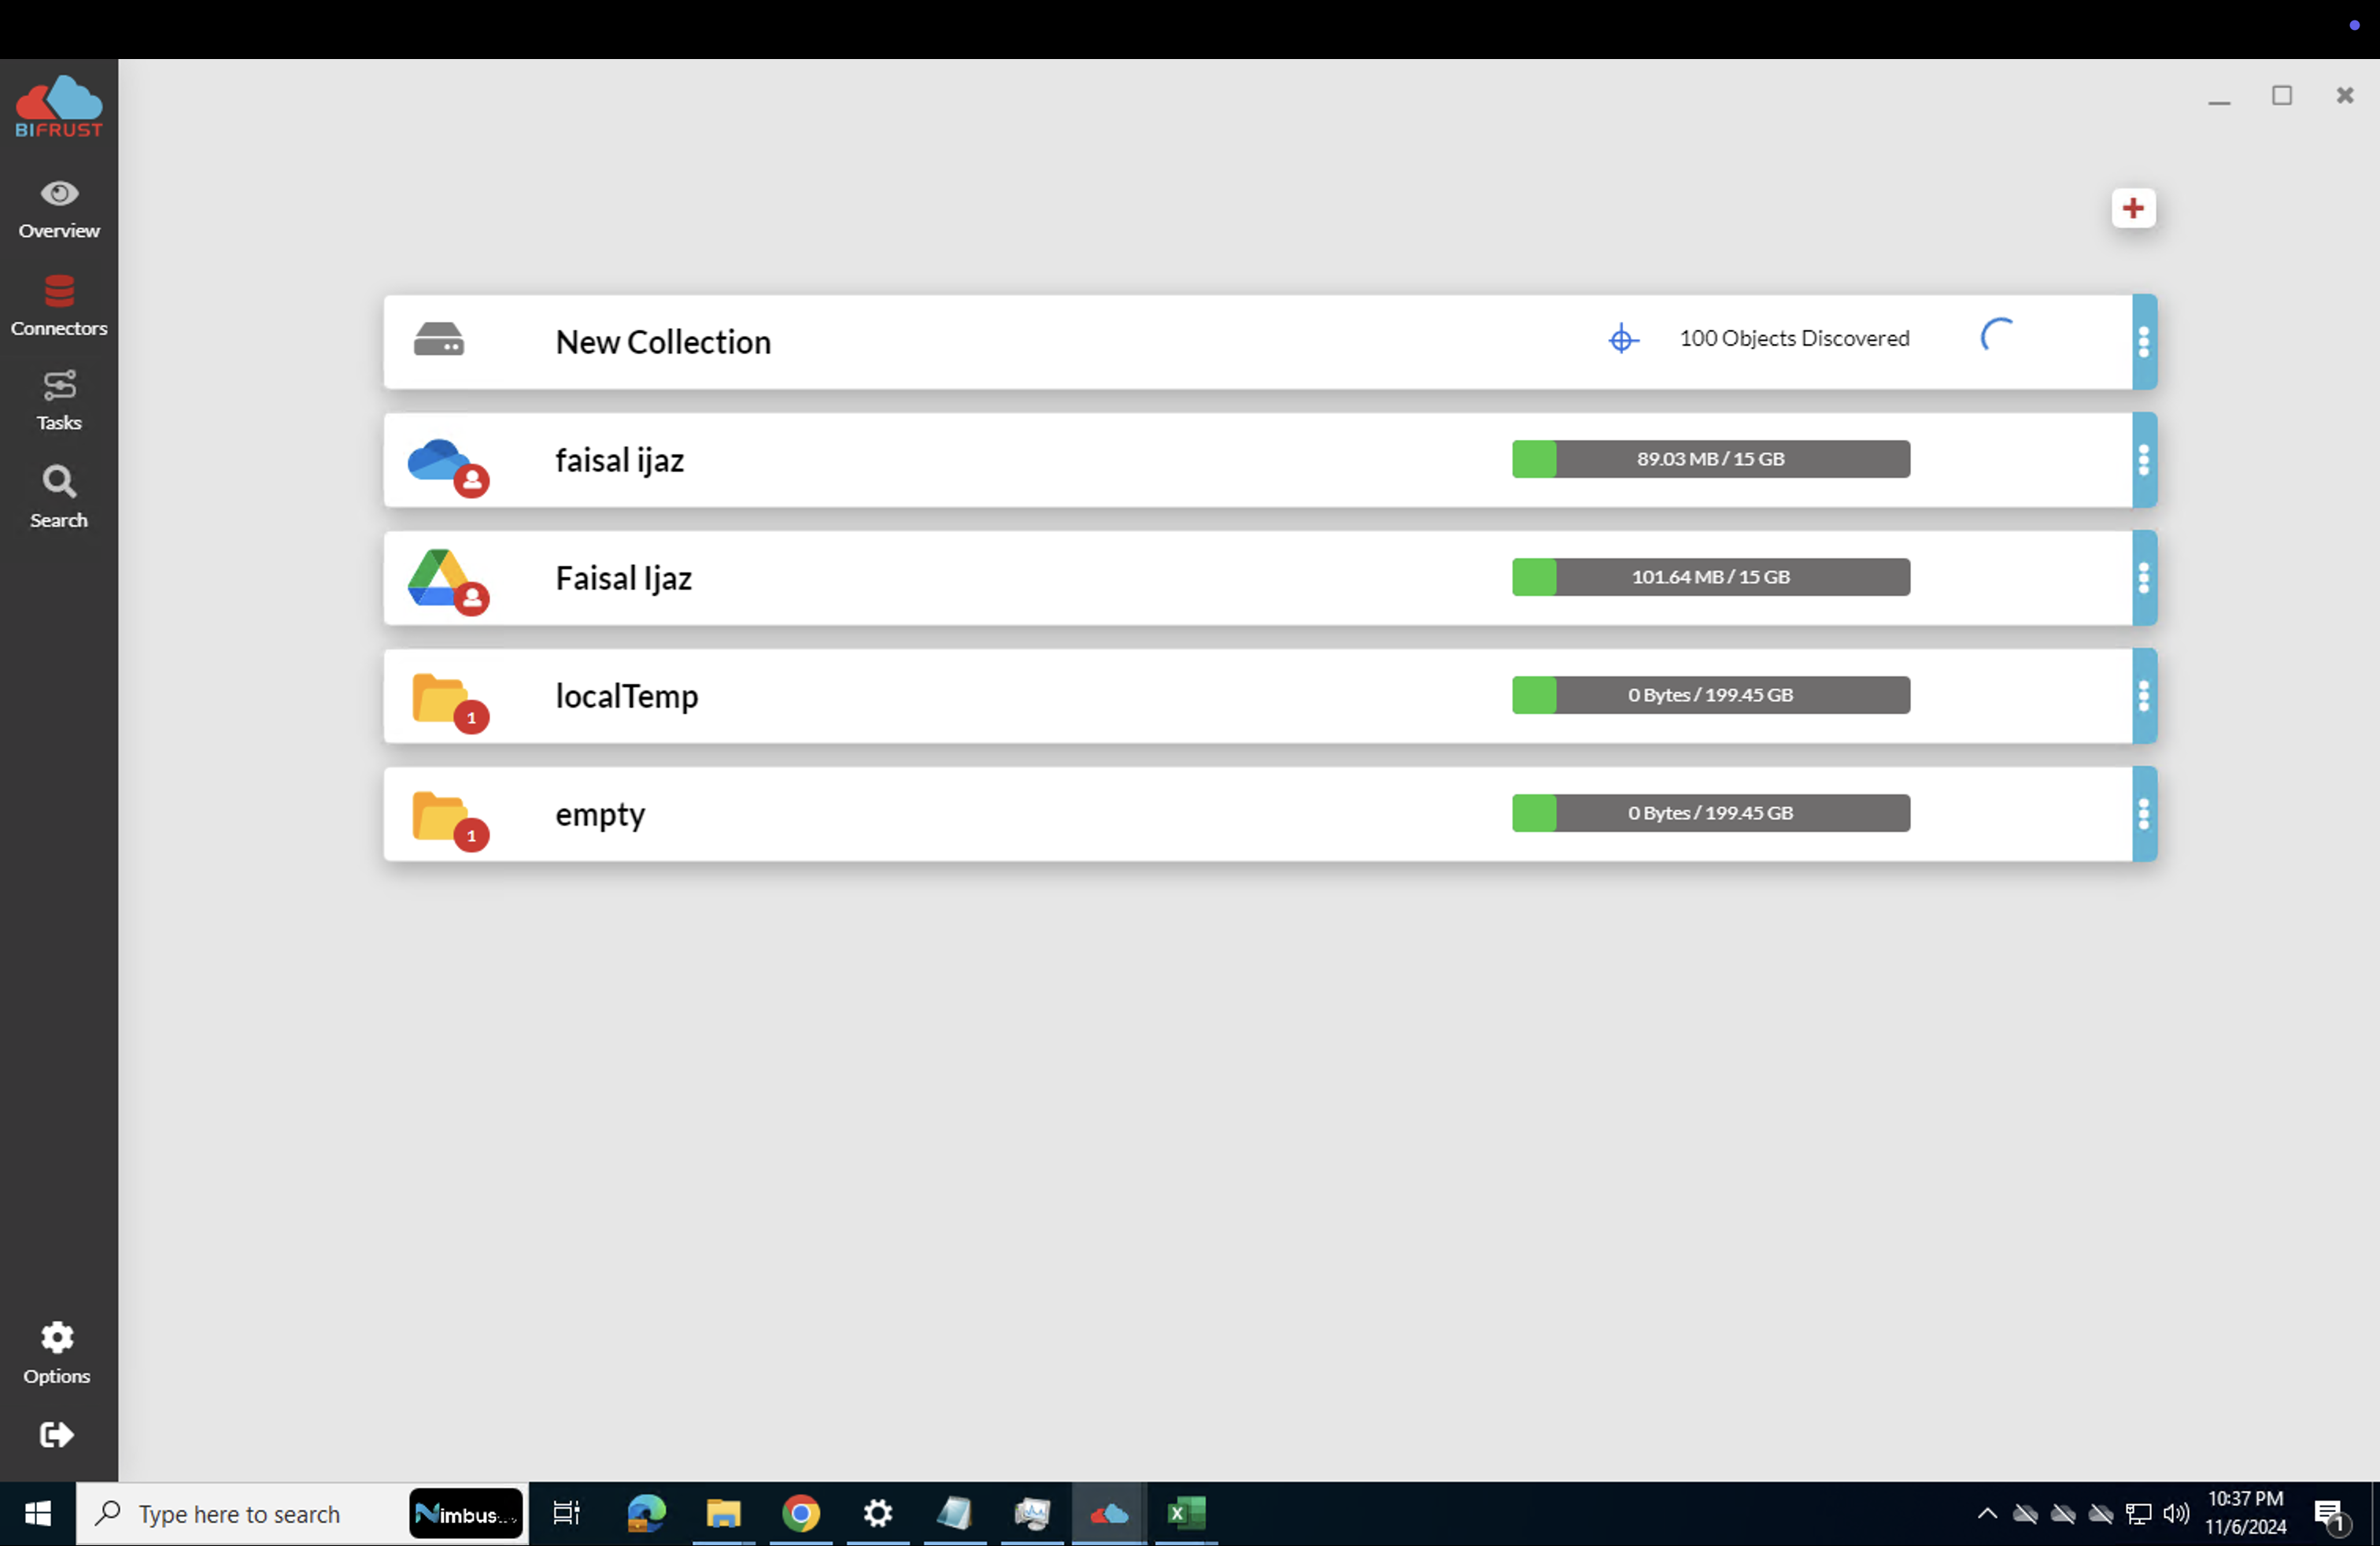 BIFRUST
Overview
Connectors
Tasks
Search
New Collection
100 Objects Discovered
faisal ijaz
89.03 MB / 15 GB
Faisal Ijaz
101.64 MB / 15 GB
1
localTemp
0 Bytes / 199.45 GB
1
empty
0 Bytes / 199.45 GB
Options
Type here to search
Nimbus...
10:37 PM
11/6/2024
1